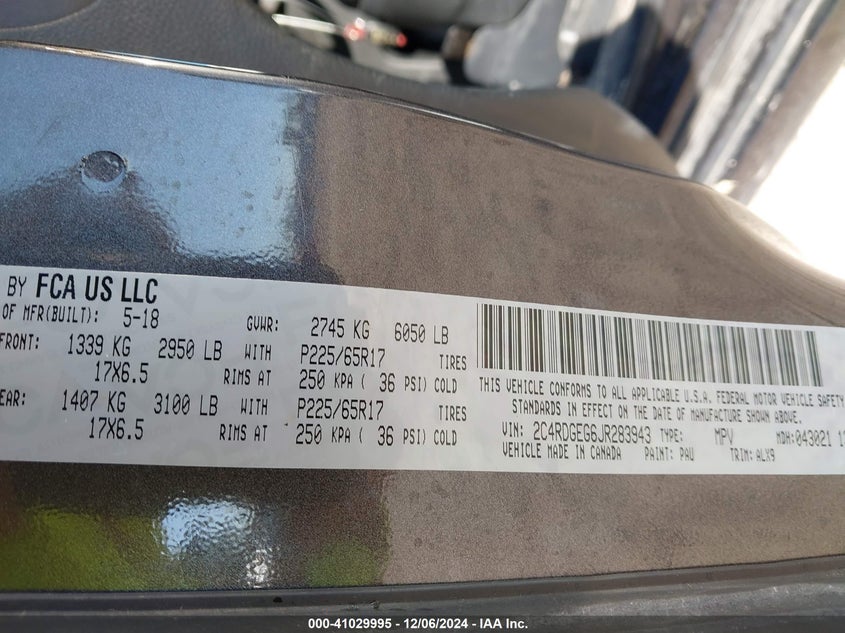 BY FCA US LLC
OF MFR(BUILT): 5-18 GVWR: 2745 KG 6050 LB
FRONT: 1339 KG 2950 LB WITH P225/65R17 TIRES
17X6.5 RIMS AT 250 KPA ( 36 PSI) COLD
EAR: 1407 KG 3100 LB WITH P225/65R17 TIRES
17X6.5 RIMS AT 250 KPA ( 36 PSI) COLD
THIS VEHICLE CONFORMS TO ALL APPLICABLE U.S.A. FEDERAL MOTOR VEHICLE SAFETY
STANDARDS IN EFFECT ON THE DATE OF MANUFACTURE SHOWN ABOVE.
VIN: 2C4RDGEG6JR283943 TYPE: MPV MDH: 043021 1
VEHICLE MADE IN CANADA PAINT: PAU TRIM: ALX9
000-41029995 - 12/06/2024 - IAA Inc.